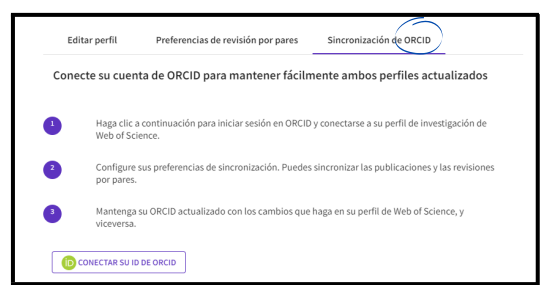 Editar perfil Preferencias de revisión por pares Sincronización de ORCID
Conecte su cuenta de ORCID para mantener fácilmente ambos perfiles actualizados
1 Haga clic a continuación para iniciar sesión en ORCID y conectarse a su perfil de investigación de
Web of Science.
2 Configure sus preferencias de sincronización. Puedes sincronizar las publicaciones y las revisiones
por pares.
3 Mantenga su ORCID actualizado con los cambios que haga en su perfil de Web of Science, y
viceversa.
iD CONECTAR SU ID DE ORCID